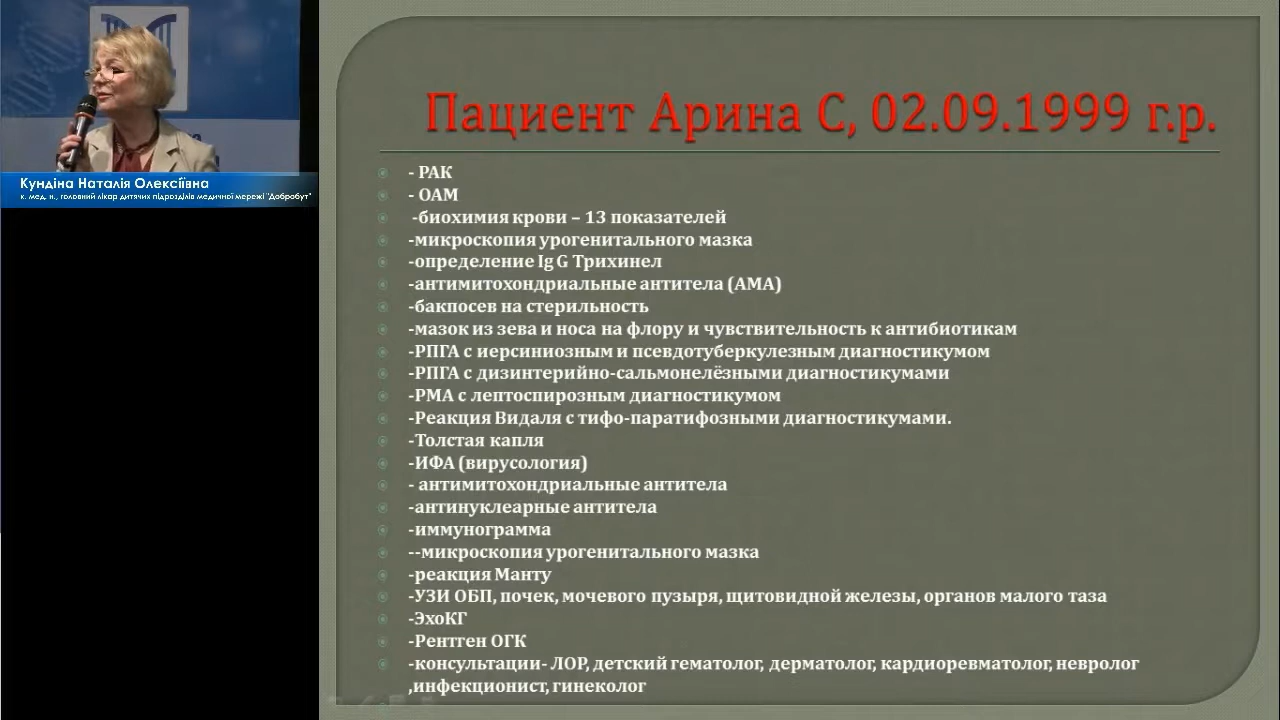 Кундіна Наталія Олексіївна
к. мед. н., головний лікар дитячих підрозділів медичної мережі "Добробут"
Пациент Арина С, 02.09.1999 г.р.
- РАК
- ОАМ
-биохимия крови – 13 показателей
-микроскопия урогенитального мазка
-определение Ig G Трихинел
-антимитохондриальные антитела (АМА)
-бакпосев на стерильность
-мазок из зева и носа на флору и чувствительность к антибиотикам
-РПГА с иерсиниозным и псевдотуберкулезным диагностикумом
-РПГА с дизинтерийно-сальмонелёзными диагностикумами
-РМА с лептоспирозным диагностикумом
-Реакция Видаля с тифо-паратифозными диагностикумами.
-Толстая капля
-ИФА (вирусология)
- антимитохондриальные антитела
-антинуклеарные антитела
-иммунограмма
--микроскопия урогенитального мазка
-реакция Манту
-УЗИ ОБП, почек, мочевого пузыря, щитовидной железы, органов малого таза
-ЭхоКГ
-Рентген ОГК
-консультации- ЛОР, детский гематолог, дерматолог, кардиоревматолог, невролог
,инфекционист, гинеколог